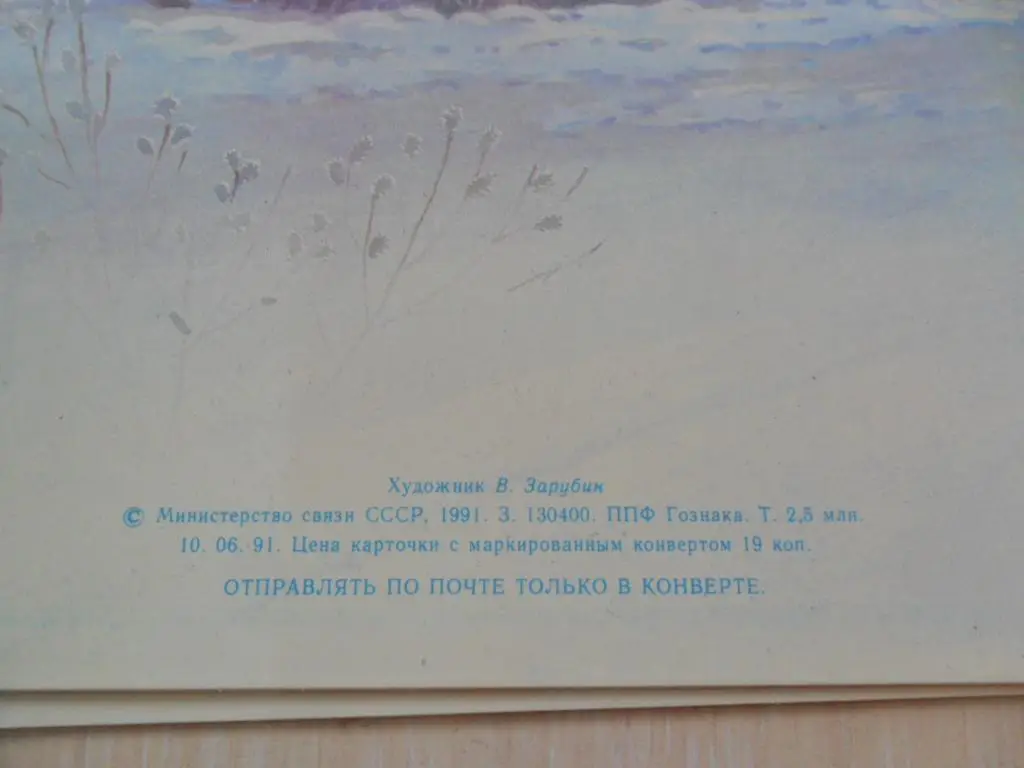 Художник В. Зарубин
© Министерство связи СССР, 1991. З. 130400. ППФ Гознака. Т. 2,5 млн.
10. 06. 91. Цена карточки с маркированным конвертом 19 коп.
ОТПРАВЛЯТЬ ПО ПОЧТЕ ТОЛЬКО В КОНВЕРТЕ.